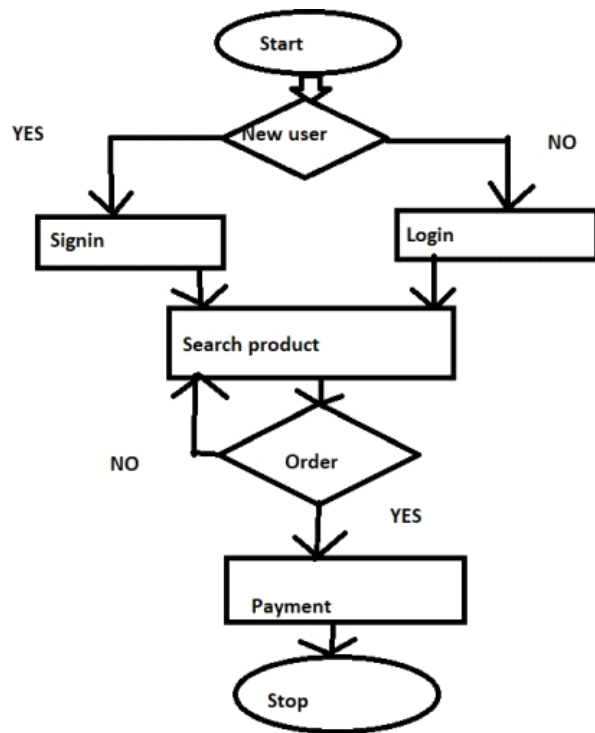 Start
New user
YES
NO
Signin
Login
Search product
NO
Order
YES
Payment
Stop